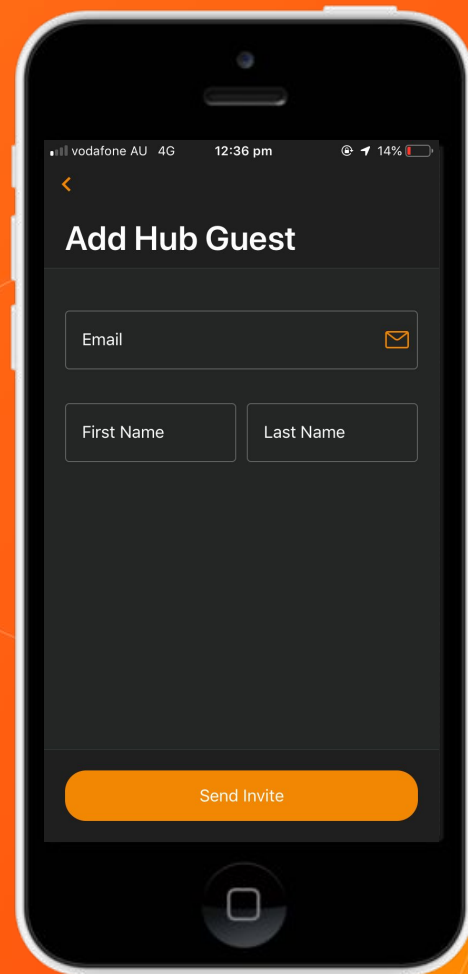 vodafone AU 4G 12:36 pm 14%
Add Hub Guest
Email
First Name Last Name
Send Invite